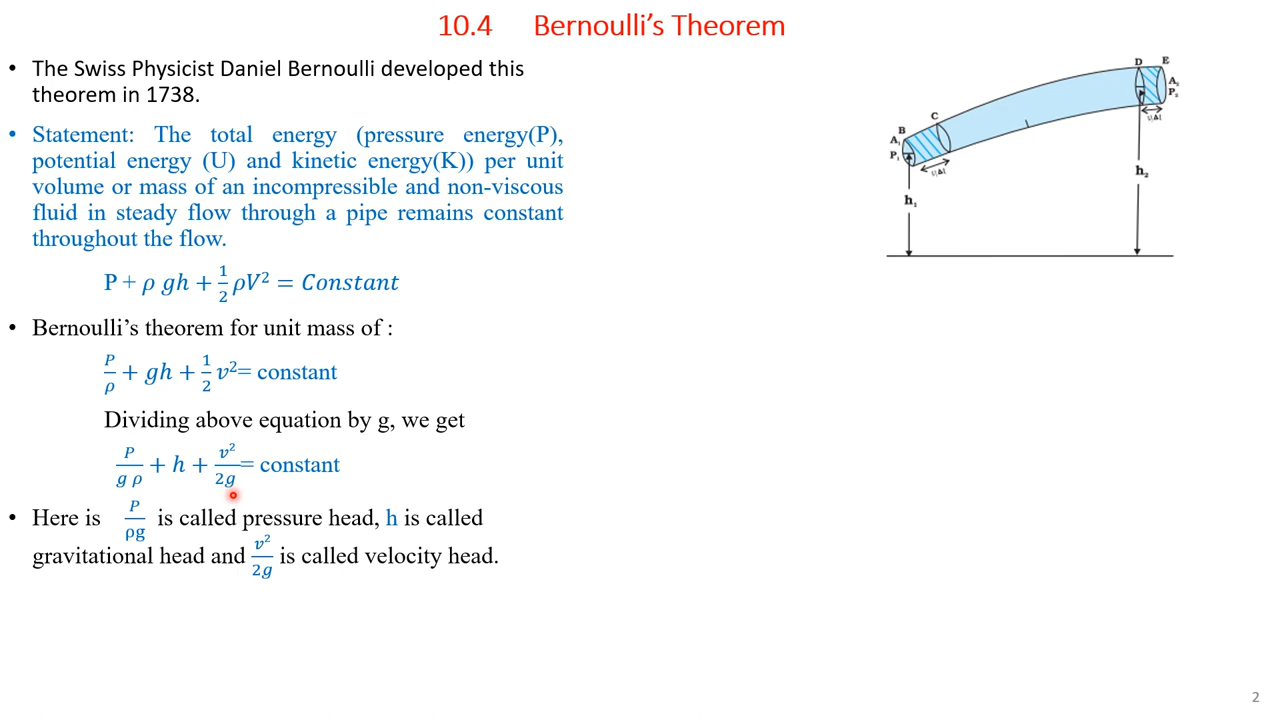 10.4 Bernoulli's Theorem
• The Swiss Physicist Daniel Bernoulli developed this
theorem in 1738.
• Statement: The total energy (pressure energy(P),
potential energy (U) and kinetic energy(K)) per unit
volume or mass of an incompressible and non-viscous
fluid in steady flow through a pipe remains constant
throughout the flow.
P + ρ gh + 1/2 ρV² = Constant
• Bernoulli's theorem for unit mass of :
P/ρ + gh + 1/2 v²= constant
Dividing above equation by g, we get
P/g ρ + h + v²/2g = constant
• Here is P/ρg is called pressure head, h is called
gravitational head and v²/2g is called velocity head.
D E
A₂
P₂
C
B
A₁
P₁
h₁
h₂
2